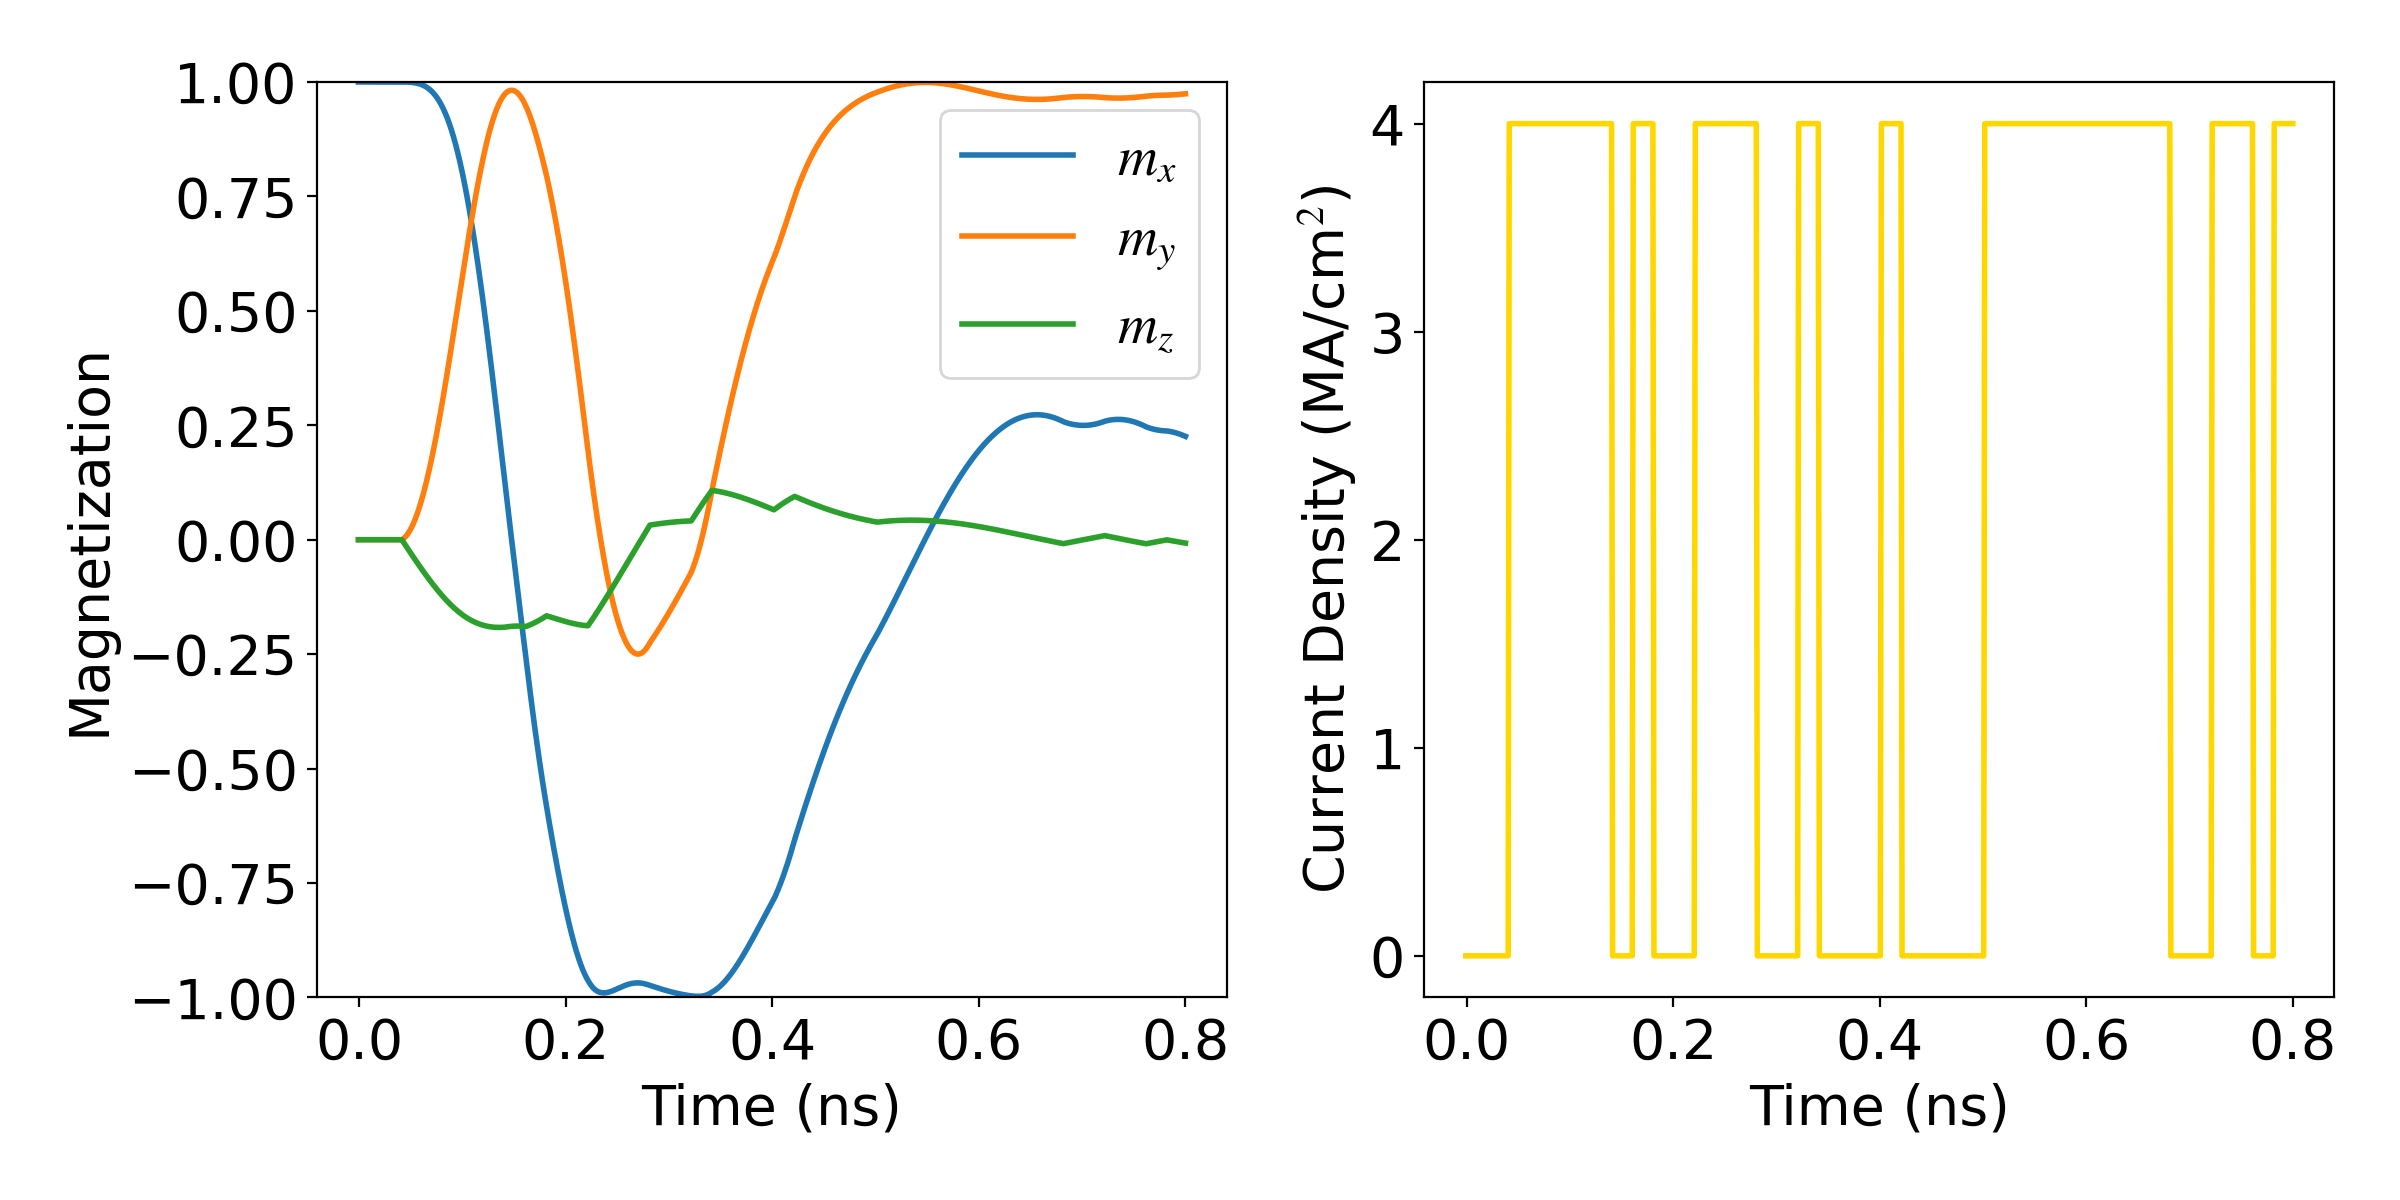 Magnetization
1.00
0.75
0.50
0.25
0.00
−0.25
−0.50
−0.75
−1.00
0.0 0.2 0.4 0.6 0.8
Time (ns)
m_x
m_y
m_z
Current Density (MA/cm²)
4
3
2
1
0
0.0 0.2 0.4 0.6 0.8
Time (ns)